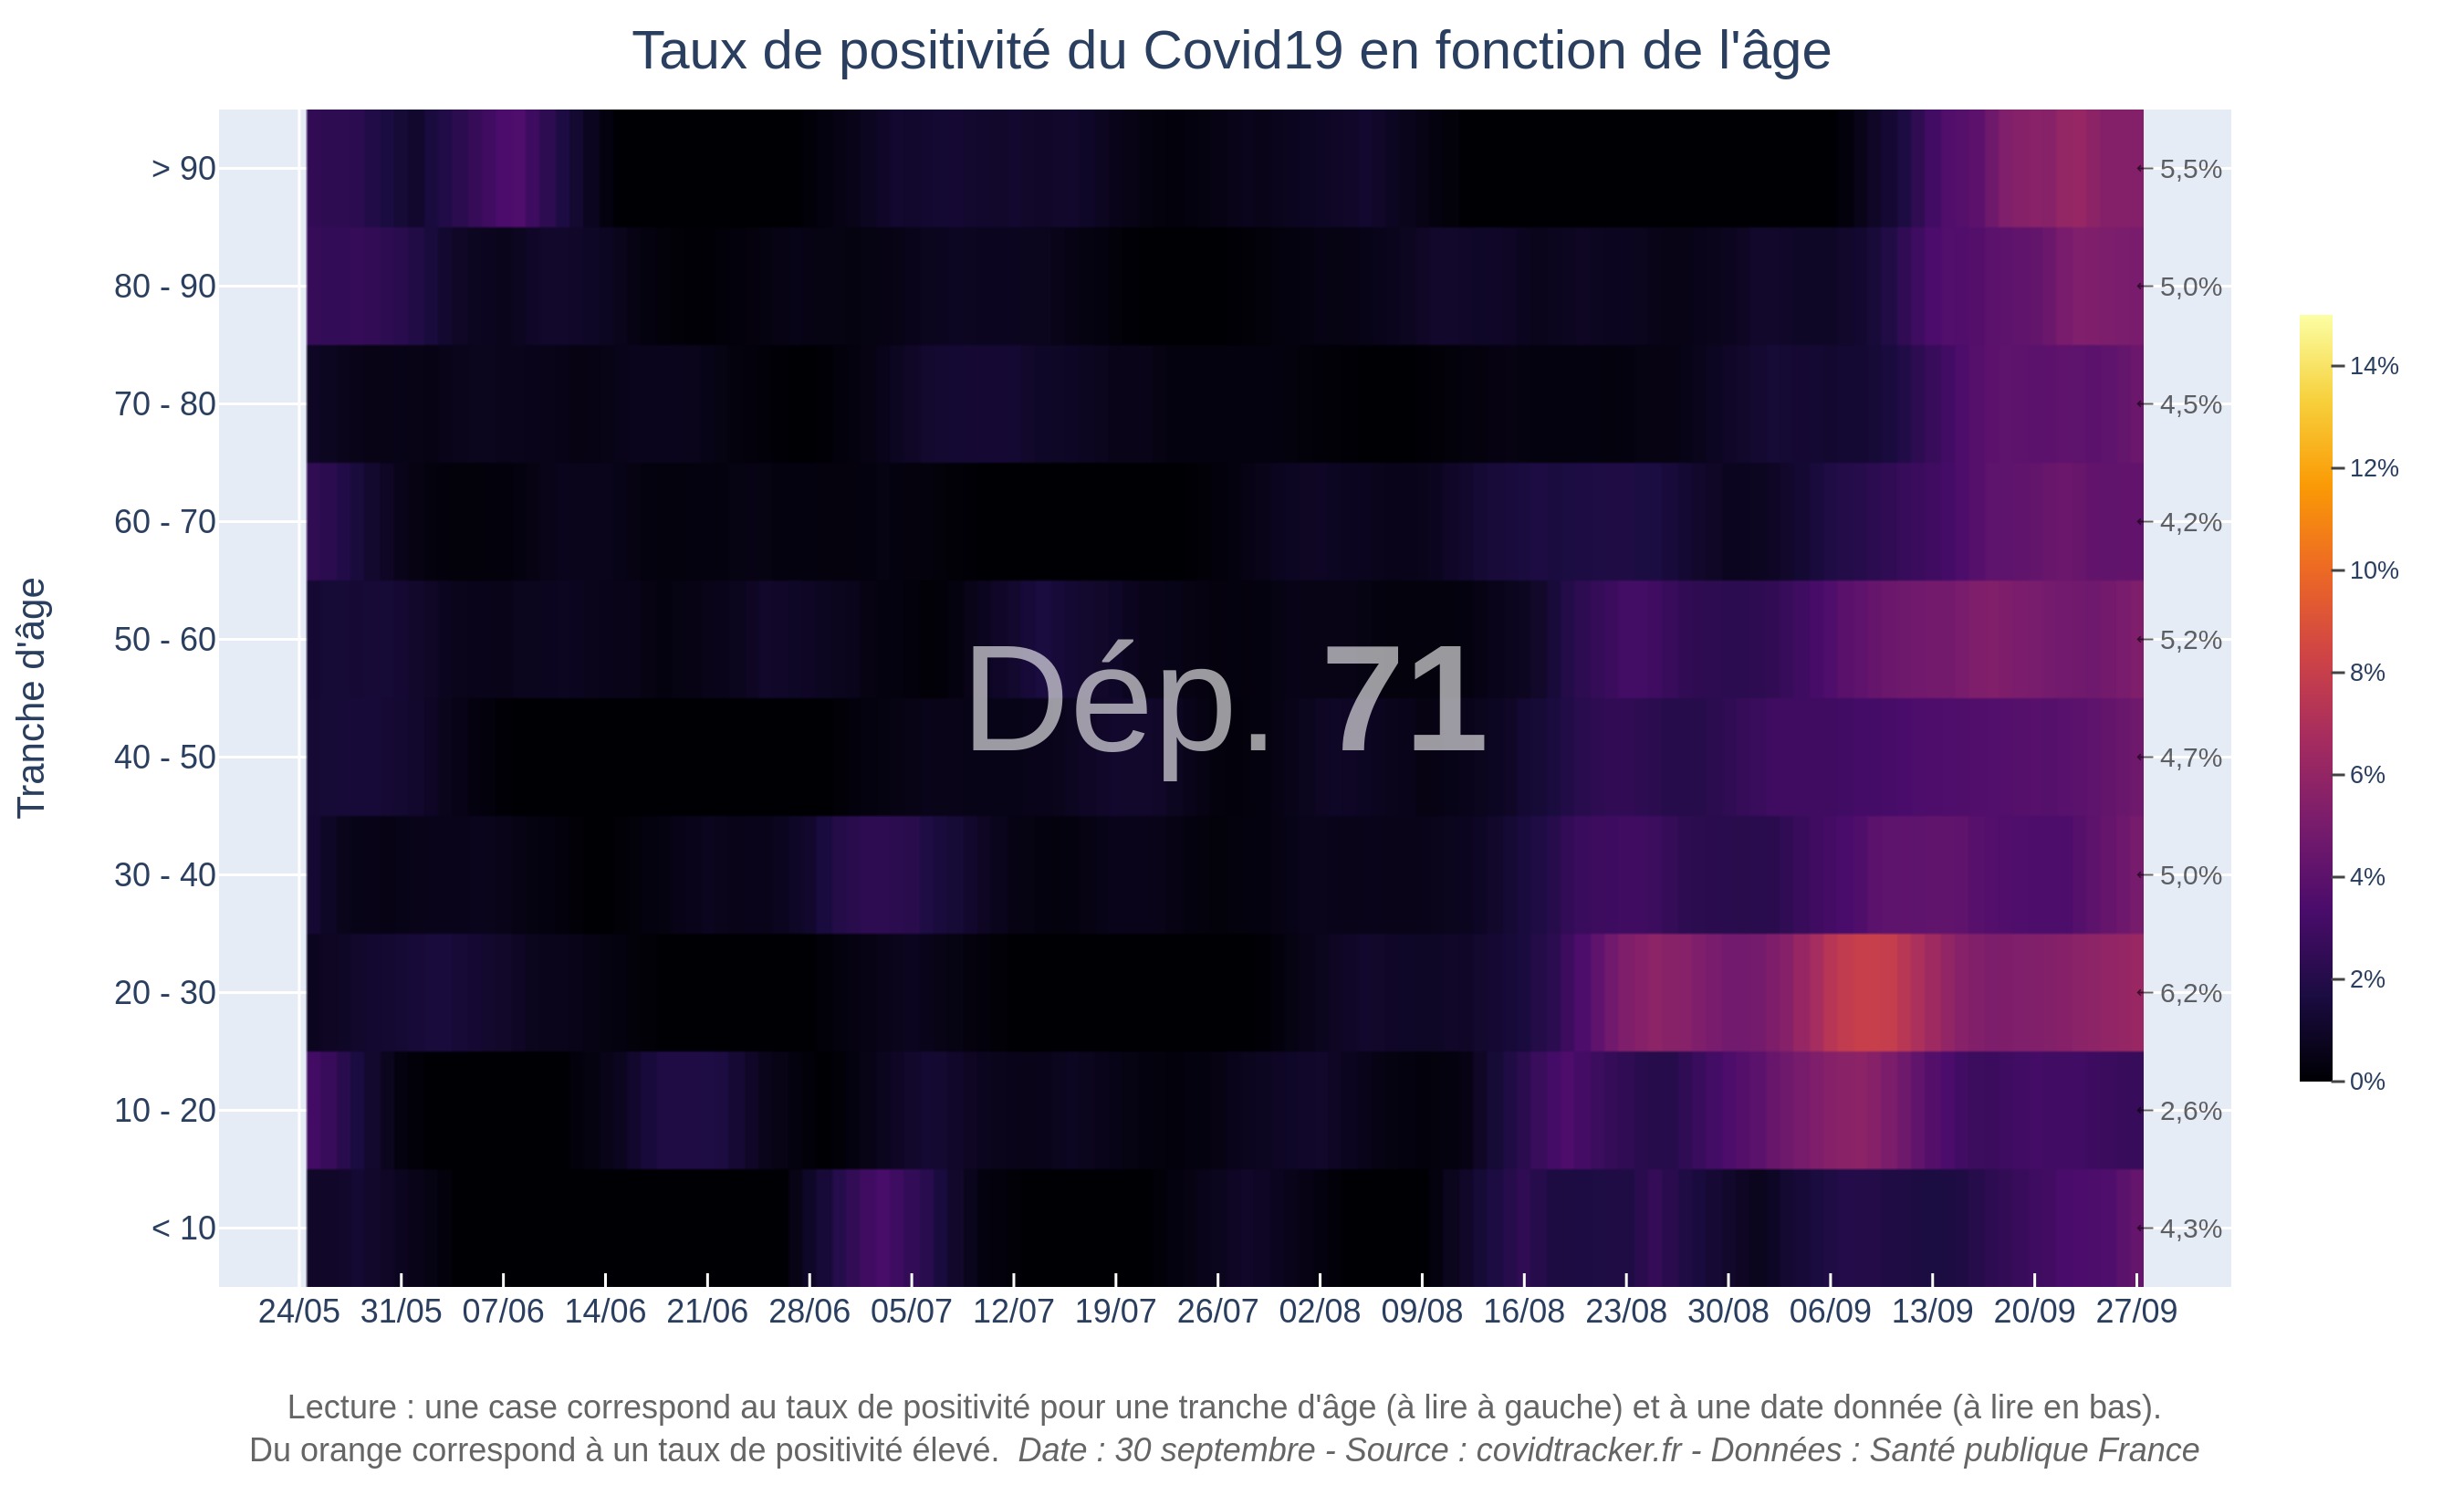 Taux de positivité du Covid19 en fonction de l'âge
Tranche d'âge
> 90
80 - 90
70 - 80
60 - 70
50 - 60
40 - 50
30 - 40
20 - 30
10 - 20
< 10
Dép. 71
5,5%
5,0%
4,5%
4,2%
5,2%
4,7%
5,0%
6,2%
2,6%
4,3%
14%
12%
10%
8%
6%
4%
2%
0%
24/05 31/05 07/06 14/06 21/06 28/06 05/07 12/07 19/07 26/07 02/08 09/08 16/08 23/08 30/08 06/09 13/09 20/09 27/09
Lecture : une case correspond au taux de positivité pour une tranche d'âge (à lire à gauche) et à une date donnée (à lire en bas).
Du orange correspond à un taux de positivité élevé. Date : 30 septembre - Source : covidtracker.fr - Données : Santé publique France